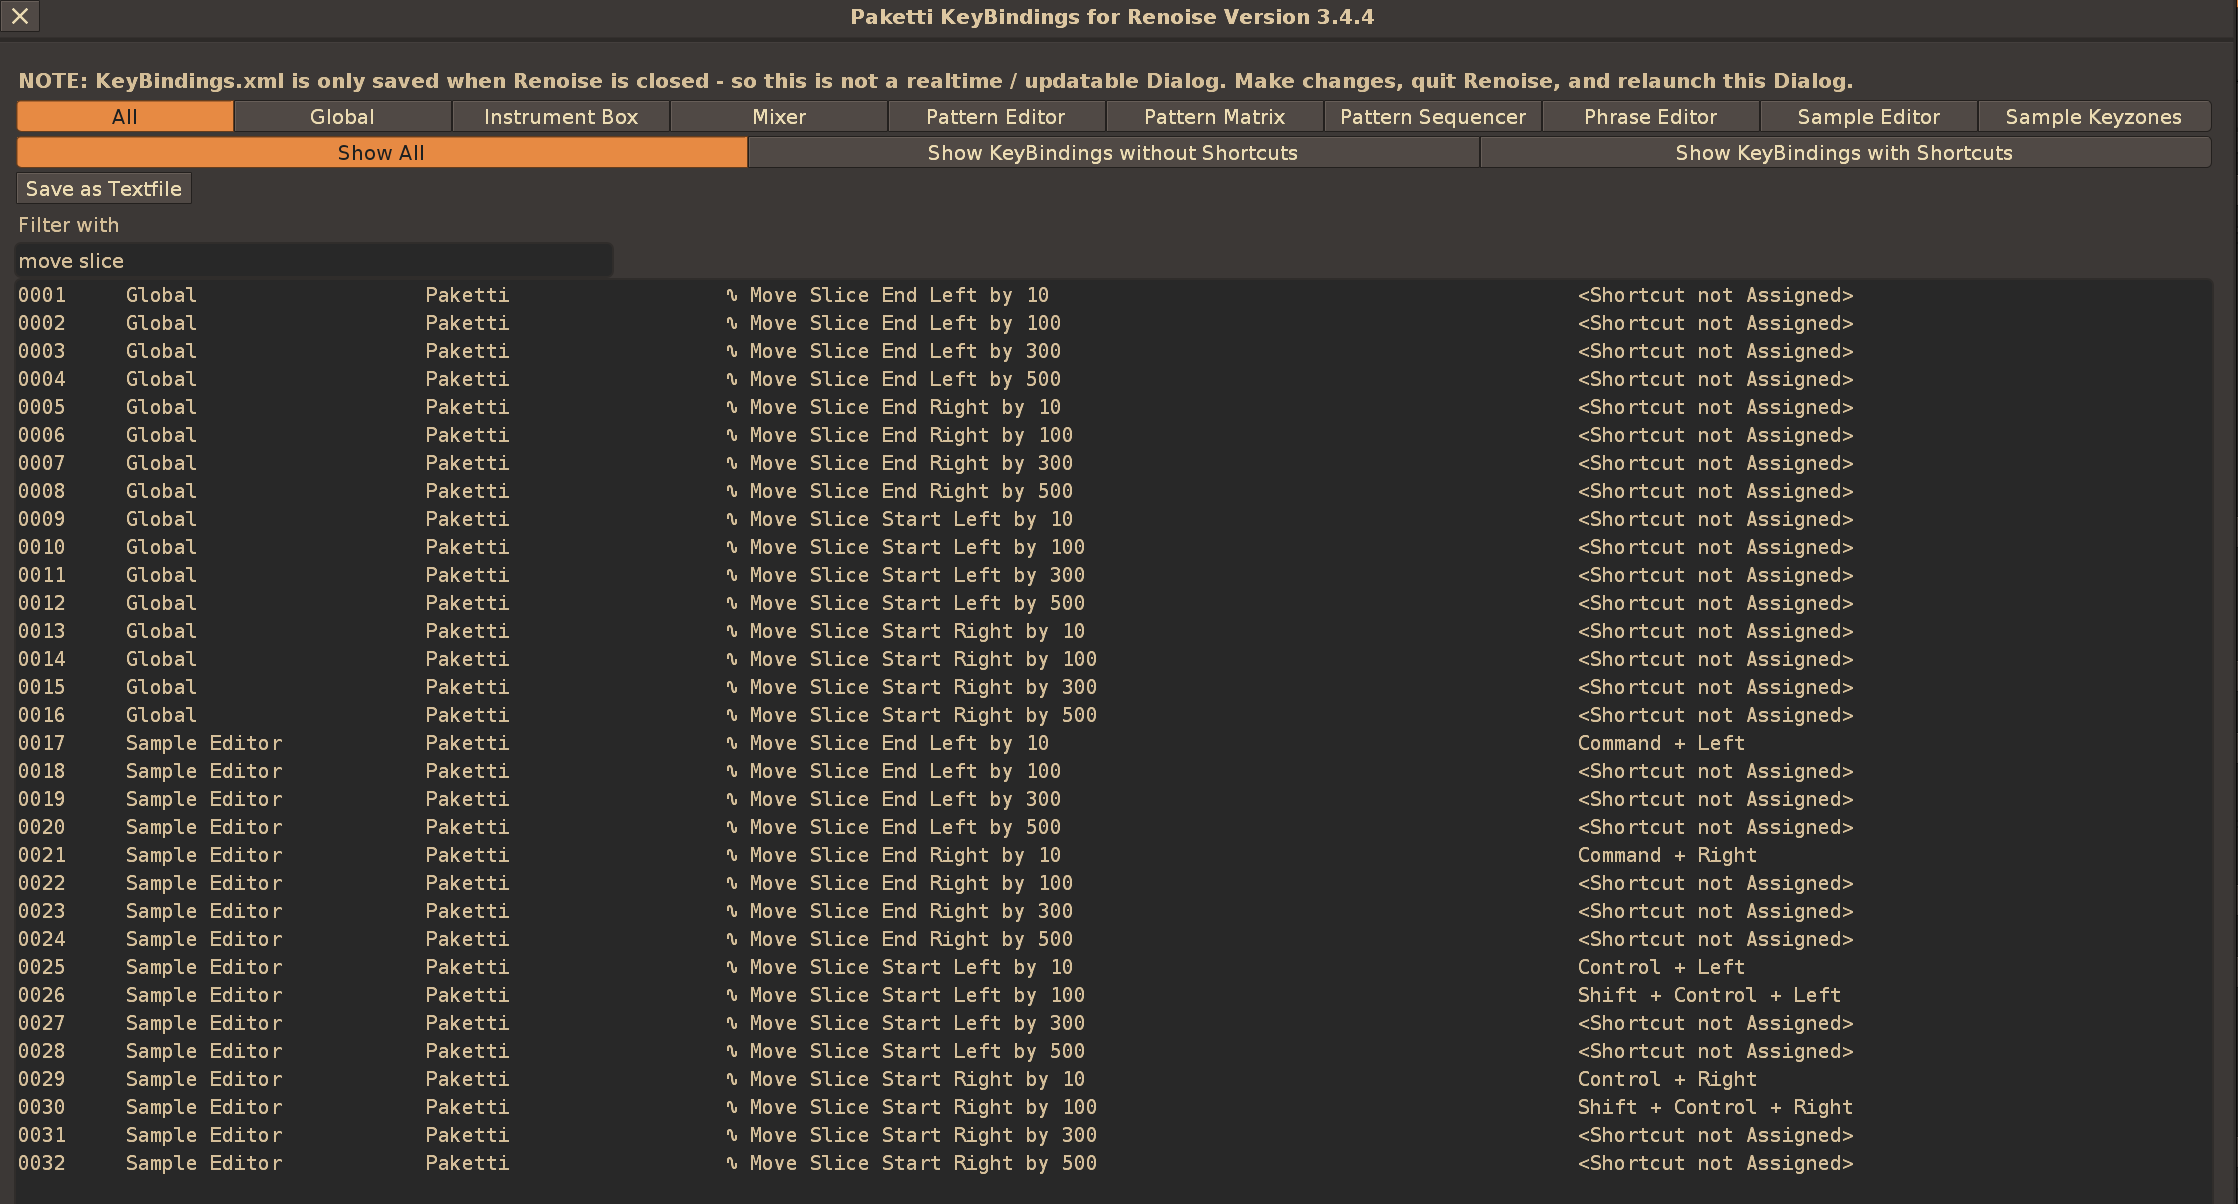 Paketti KeyBindings for Renoise Version 3.4.4
NOTE: KeyBindings.xml is only saved when Renoise is closed - so this is not a realtime / updatable Dialog. Make changes, quit Renoise, and relaunch this Dialog.
All Global Instrument Box Mixer Pattern Editor Pattern Matrix Pattern Sequencer Phrase Editor Sample Editor Sample Keyzones
Show All Show KeyBindings without Shortcuts Show KeyBindings with Shortcuts
Save as Textfile
Filter with
move slice
0001 Global Paketti ∿ Move Slice End Left by 10 <Shortcut not Assigned>
0002 Global Paketti ∿ Move Slice End Left by 100 <Shortcut not Assigned>
0003 Global Paketti ∿ Move Slice End Left by 300 <Shortcut not Assigned>
0004 Global Paketti ∿ Move Slice End Left by 500 <Shortcut not Assigned>
0005 Global Paketti ∿ Move Slice End Right by 10 <Shortcut not Assigned>
0006 Global Paketti ∿ Move Slice End Right by 100 <Shortcut not Assigned>
0007 Global Paketti ∿ Move Slice End Right by 300 <Shortcut not Assigned>
0008 Global Paketti ∿ Move Slice End Right by 500 <Shortcut not Assigned>
0009 Global Paketti ∿ Move Slice Start Left by 10 <Shortcut not Assigned>
0010 Global Paketti ∿ Move Slice Start Left by 100 <Shortcut not Assigned>
0011 Global Paketti ∿ Move Slice Start Left by 300 <Shortcut not Assigned>
0012 Global Paketti ∿ Move Slice Start Left by 500 <Shortcut not Assigned>
0013 Global Paketti ∿ Move Slice Start Right by 10 <Shortcut not Assigned>
0014 Global Paketti ∿ Move Slice Start Right by 100 <Shortcut not Assigned>
0015 Global Paketti ∿ Move Slice Start Right by 300 <Shortcut not Assigned>
0016 Global Paketti ∿ Move Slice Start Right by 500 <Shortcut not Assigned>
0017 Sample Editor Paketti ∿ Move Slice End Left by 10 Command + Left
0018 Sample Editor Paketti ∿ Move Slice End Left by 100 <Shortcut not Assigned>
0019 Sample Editor Paketti ∿ Move Slice End Left by 300 <Shortcut not Assigned>
0020 Sample Editor Paketti ∿ Move Slice End Left by 500 <Shortcut not Assigned>
0021 Sample Editor Paketti ∿ Move Slice End Right by 10 Command + Right
0022 Sample Editor Paketti ∿ Move Slice End Right by 100 <Shortcut not Assigned>
0023 Sample Editor Paketti ∿ Move Slice End Right by 300 <Shortcut not Assigned>
0024 Sample Editor Paketti ∿ Move Slice End Right by 500 <Shortcut not Assigned>
0025 Sample Editor Paketti ∿ Move Slice Start Left by 10 Control + Left
0026 Sample Editor Paketti ∿ Move Slice Start Left by 100 Shift + Control + Left
0027 Sample Editor Paketti ∿ Move Slice Start Left by 300 <Shortcut not Assigned>
0028 Sample Editor Paketti ∿ Move Slice Start Left by 500 <Shortcut not Assigned>
0029 Sample Editor Paketti ∿ Move Slice Start Right by 10 Control + Right
0030 Sample Editor Paketti ∿ Move Slice Start Right by 100 Shift + Control + Right
0031 Sample Editor Paketti ∿ Move Slice Start Right by 300 <Shortcut not Assigned>
0032 Sample Editor Paketti ∿ Move Slice Start Right by 500 <Shortcut not Assigned>